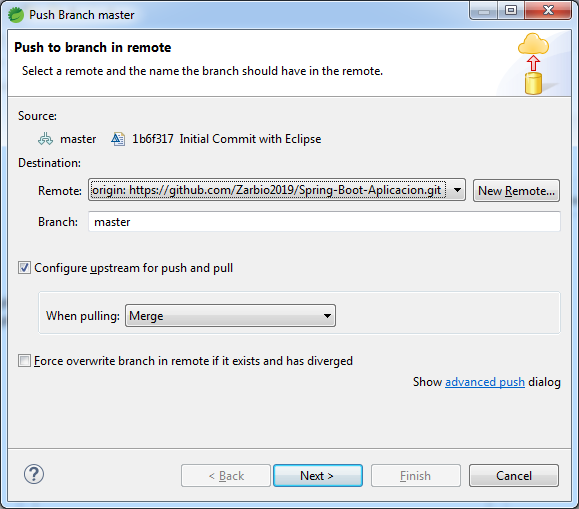 Push Branch master
Push to branch in remote
Select a remote and the name the branch should have in the remote.
Source:
master 1b6f317 Initial Commit with Eclipse
Destination:
Remote: origin: https://github.com/Zarbio2019/Spring-Boot-Aplicacion.git New Remote...
Branch: master
Configure upstream for push and pull
When pulling: Merge
Force overwrite branch in remote if it exists and has diverged
Show advanced push dialog
? < Back Next > Finish Cancel